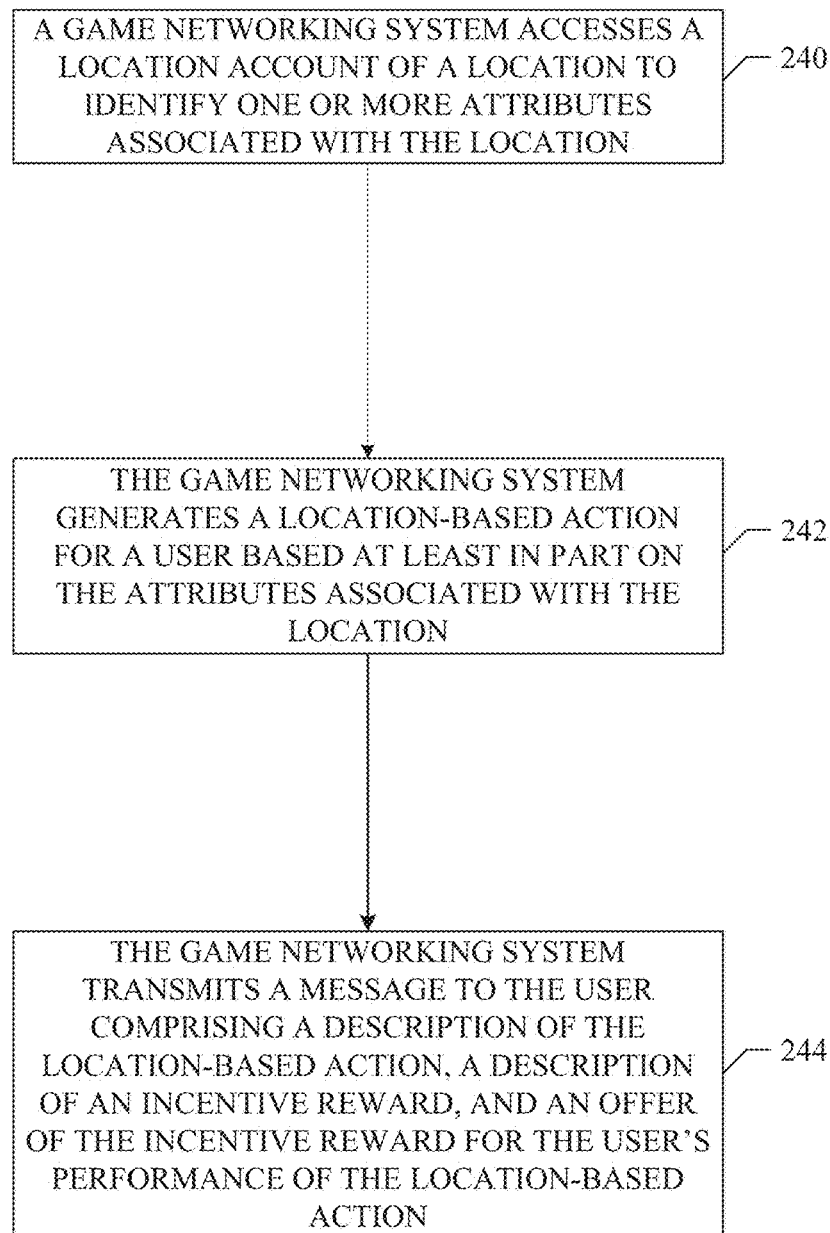 A GAME NETWORKING SYSTEM ACCESSES A
LOCATION ACCOUNT OF A LOCATION TO
IDENTIFY ONE OR MORE ATTRIBUTES
ASSOCIATED WITH THE LOCATION
240
THE GAME NETWORKING SYSTEM
GENERATES A LOCATION-BASED ACTION
FOR A USER BASED AT LEAST IN PART ON
THE ATTRIBUTES ASSOCIATED WITH THE
LOCATION
242
THE GAME NETWORKING SYSTEM
TRANSMITS A MESSAGE TO THE USER
COMPRISING A DESCRIPTION OF THE
LOCATION-BASED ACTION, A DESCRIPTION
OF AN INCENTIVE REWARD, AND AN OFFER
OF THE INCENTIVE REWARD FOR THE USER'S
PERFORMANCE OF THE LOCATION-BASED
ACTION
244